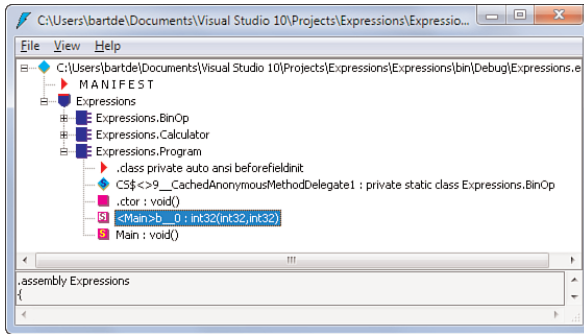 C:\Users\bartde\Documents\Visual Studio 10\Projects\Expressions\Expressio...
File View Help
C:\Users\bartde\Documents\Visual Studio 10\Projects\Expressions\Expressions\bin\Debug\Expressions.e
M A N I F E S T
Expressions
Expressions.BinOp
Expressions.Calculator
Expressions.Program
.class private auto ansi beforefieldinit
CS$<>9__CachedAnonymousMethodDelegate1 : private static class Expressions.BinOp
.ctor : void()
<Main>b__0 : int32(int32,int32)
Main : void()
.assembly Expressions
{